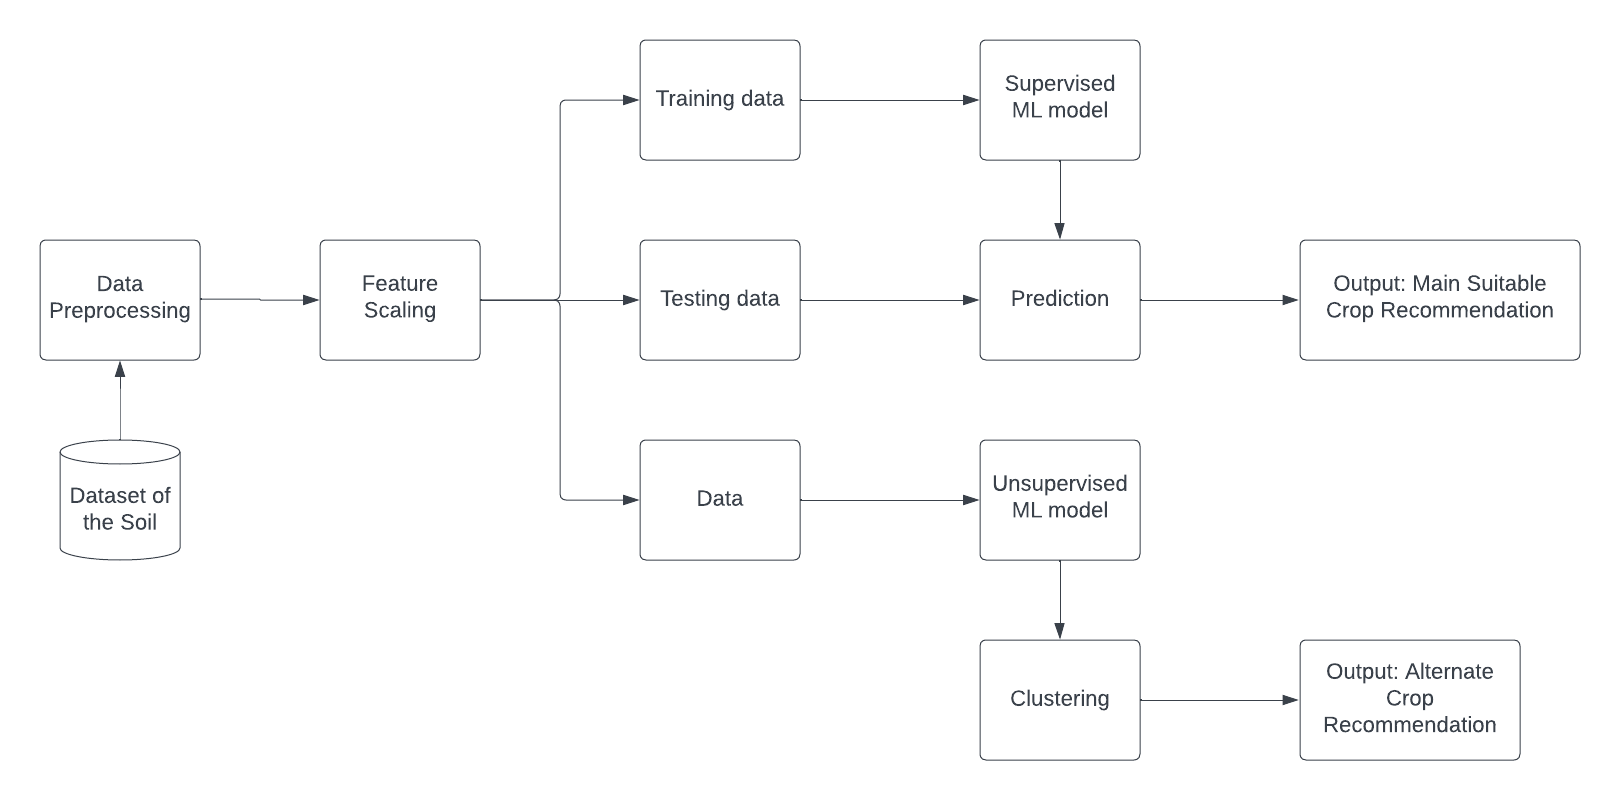 Training data
Supervised
ML model
Data
Preprocessing
Feature
Scaling
Testing data
Prediction
Output: Main Suitable
Crop Recommendation
Dataset of
the Soil
Data
Unsupervised
ML model
Clustering
Output: Alternate
Crop
Recommendation